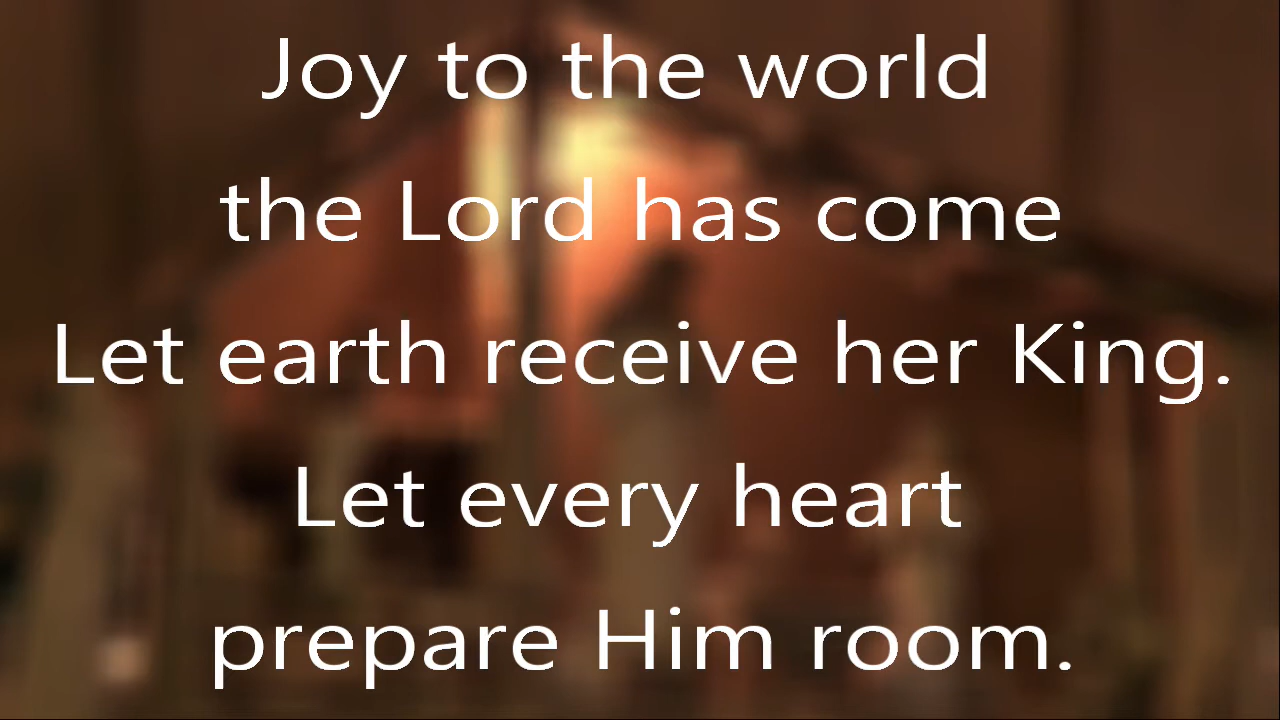 Joy to the world
the Lord has come
Let earth receive her King.
Let every heart
prepare Him room.